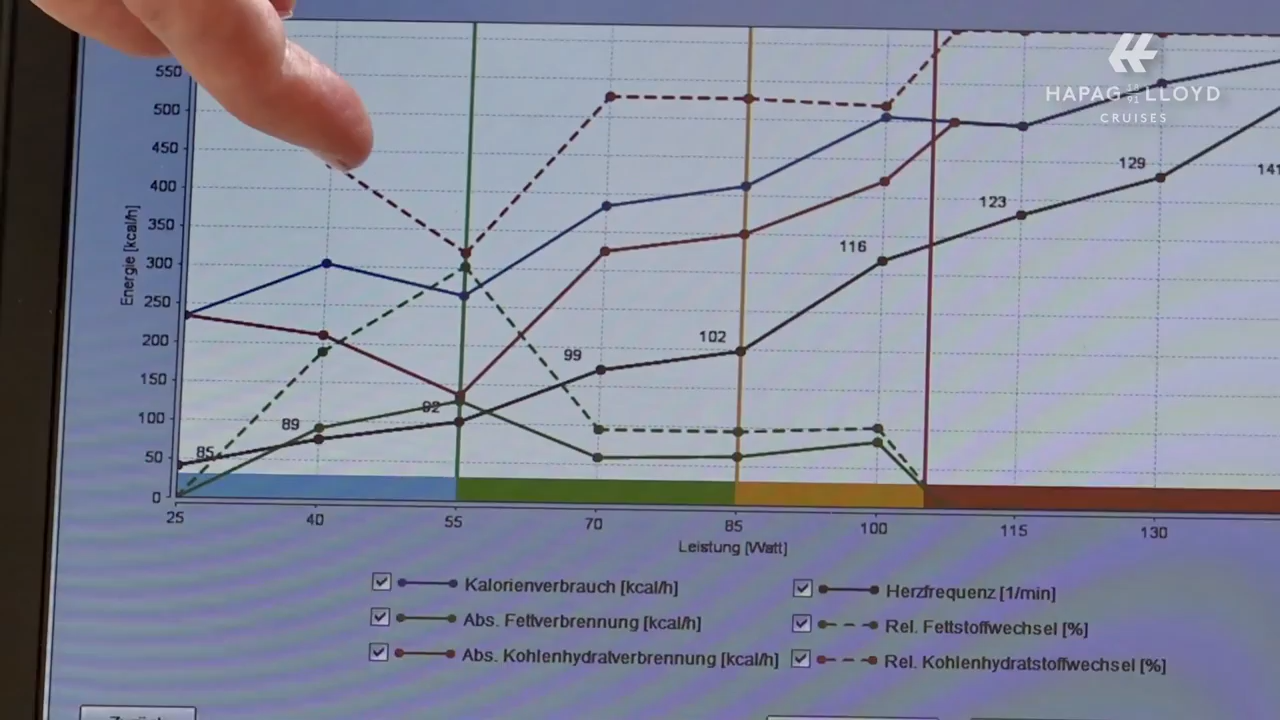 HAPAG 18 91 LLOYD
CRUISES
550
500
450
400
350
300
250
200
150
100
50
0
Energie [kcal/h]
85
89
92
99
102
116
123
129
141
25 40 55 70 85 100 115 130
Leistung [Watt]
Kalorienverbrauch [kcal/h]
Herzfrequenz [1/min]
Abs. Fettverbrennung [kcal/h]
Rel. Fettstoffwechsel [%]
Abs. Kohlenhydratverbrennung [kcal/h]
Rel. Kohlenhydratstoffwechsel [%]